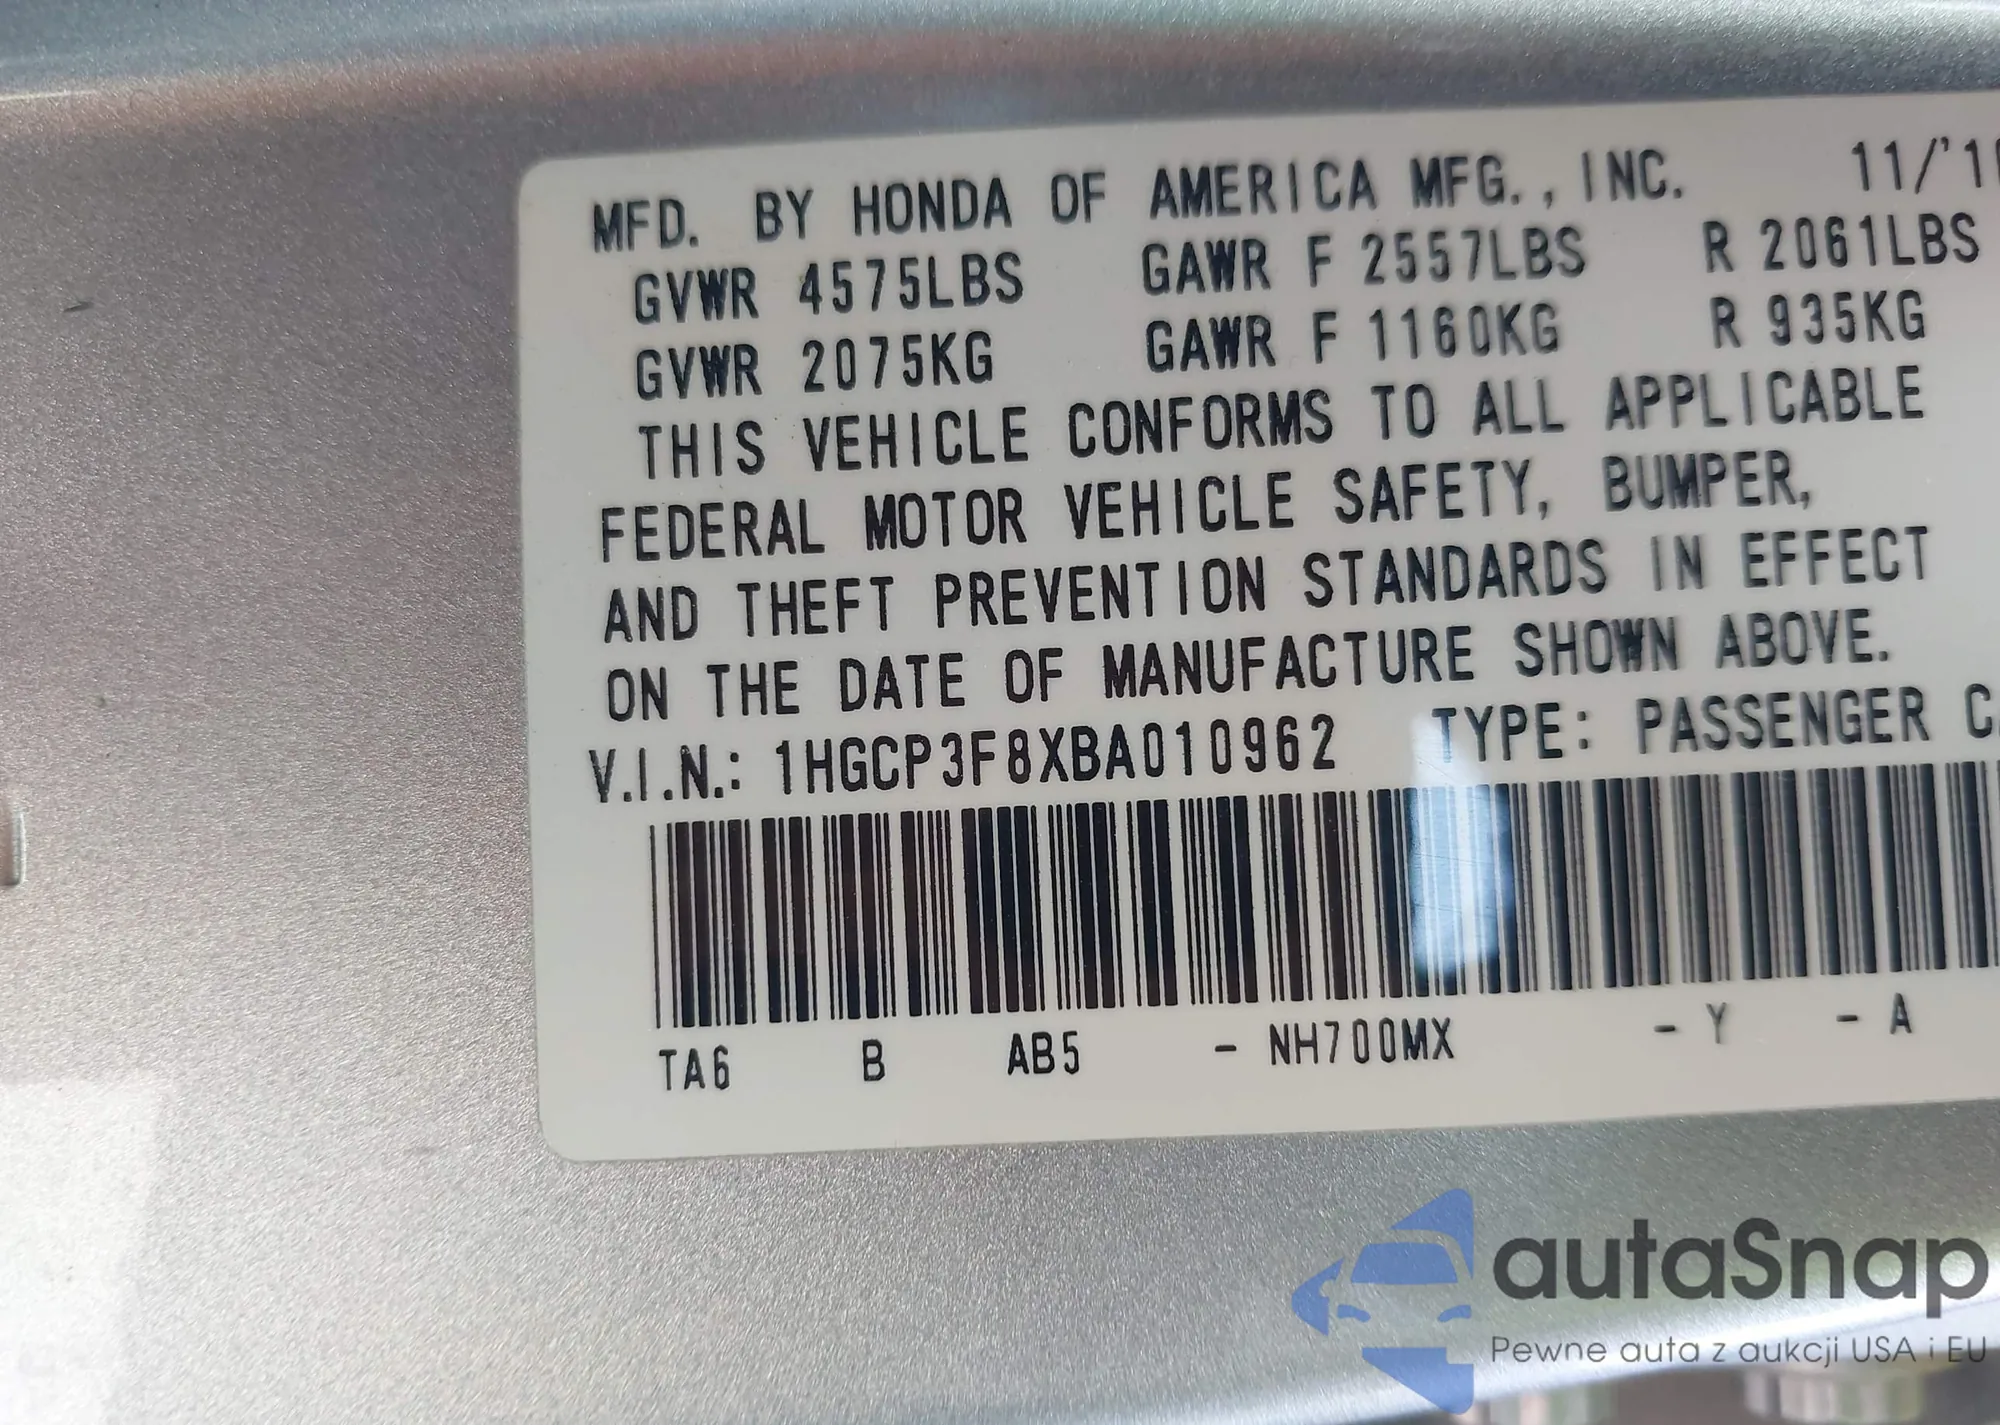 MFD. BY HONDA OF AMERICA MFG., INC. 11/'10
GVWR 4575LBS GAWR F 2557LBS R 2061LBS
GVWR 2075KG GAWR F 1160KG R 935KG
THIS VEHICLE CONFORMS TO ALL APPLICABLE
FEDERAL MOTOR VEHICLE SAFETY, BUMPER,
AND THEFT PREVENTION STANDARDS IN EFFECT
ON THE DATE OF MANUFACTURE SHOWN ABOVE.
V.I.N.: 1HGCP3F8XBA010962 TYPE: PASSENGER
TA6 B AB5 - NH700MX - Y - A
autaSnap
Pewne auta z aukcji USA i EU